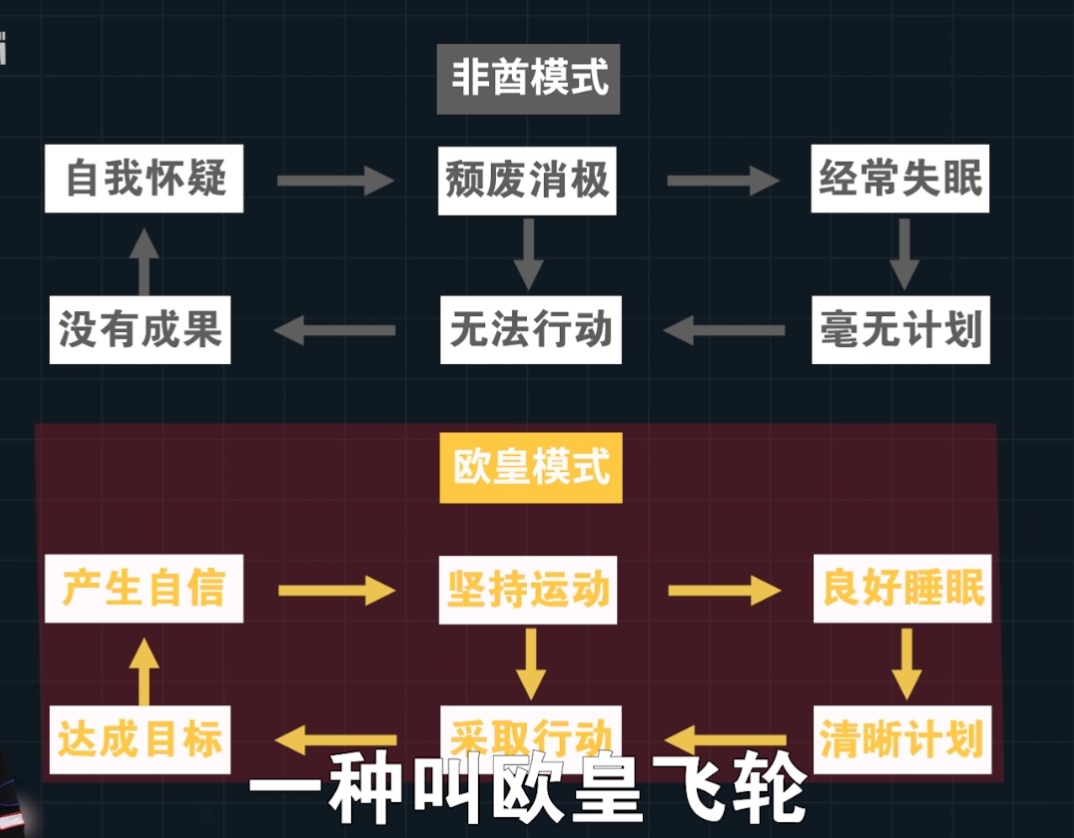 非酋模式
自我怀疑 颓废消极 经常失眠
没有成果 无法行动 毫无计划
欧皇模式
产生自信 坚持运动 良好睡眠
达成目标 采取行动 清晰计划
一种叫欧皇飞轮